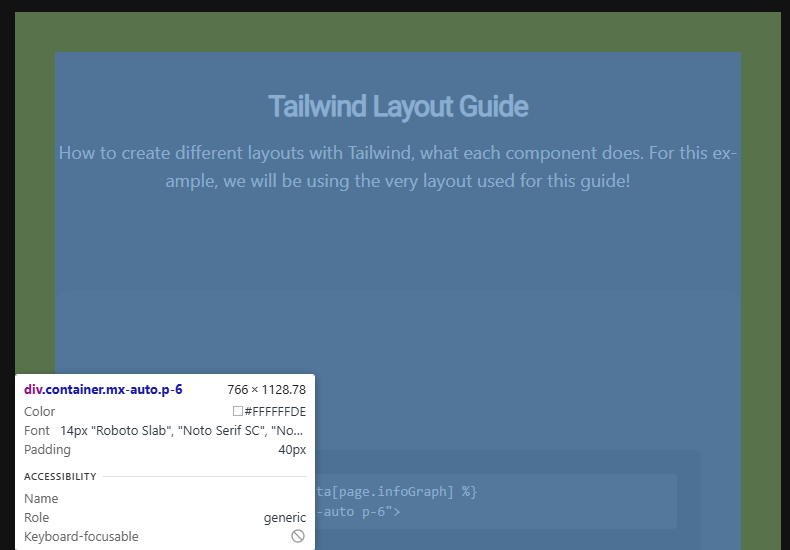 Tailwind Layout Guide
How to create different layouts with Tailwind, what each component does. For this ex-
ample, we will be using the very layout used for this guide!
div.container.mx-auto.p-6 766 × 1128.78
Color #FFFFFFDE
Font 14px "Roboto Slab", "Noto Serif SC", "No...
Padding 40px
ACCESSIBILITY
Name
Role generic
Keyboard-focusable
ta[page.infoGraph] %}
-auto p-6">